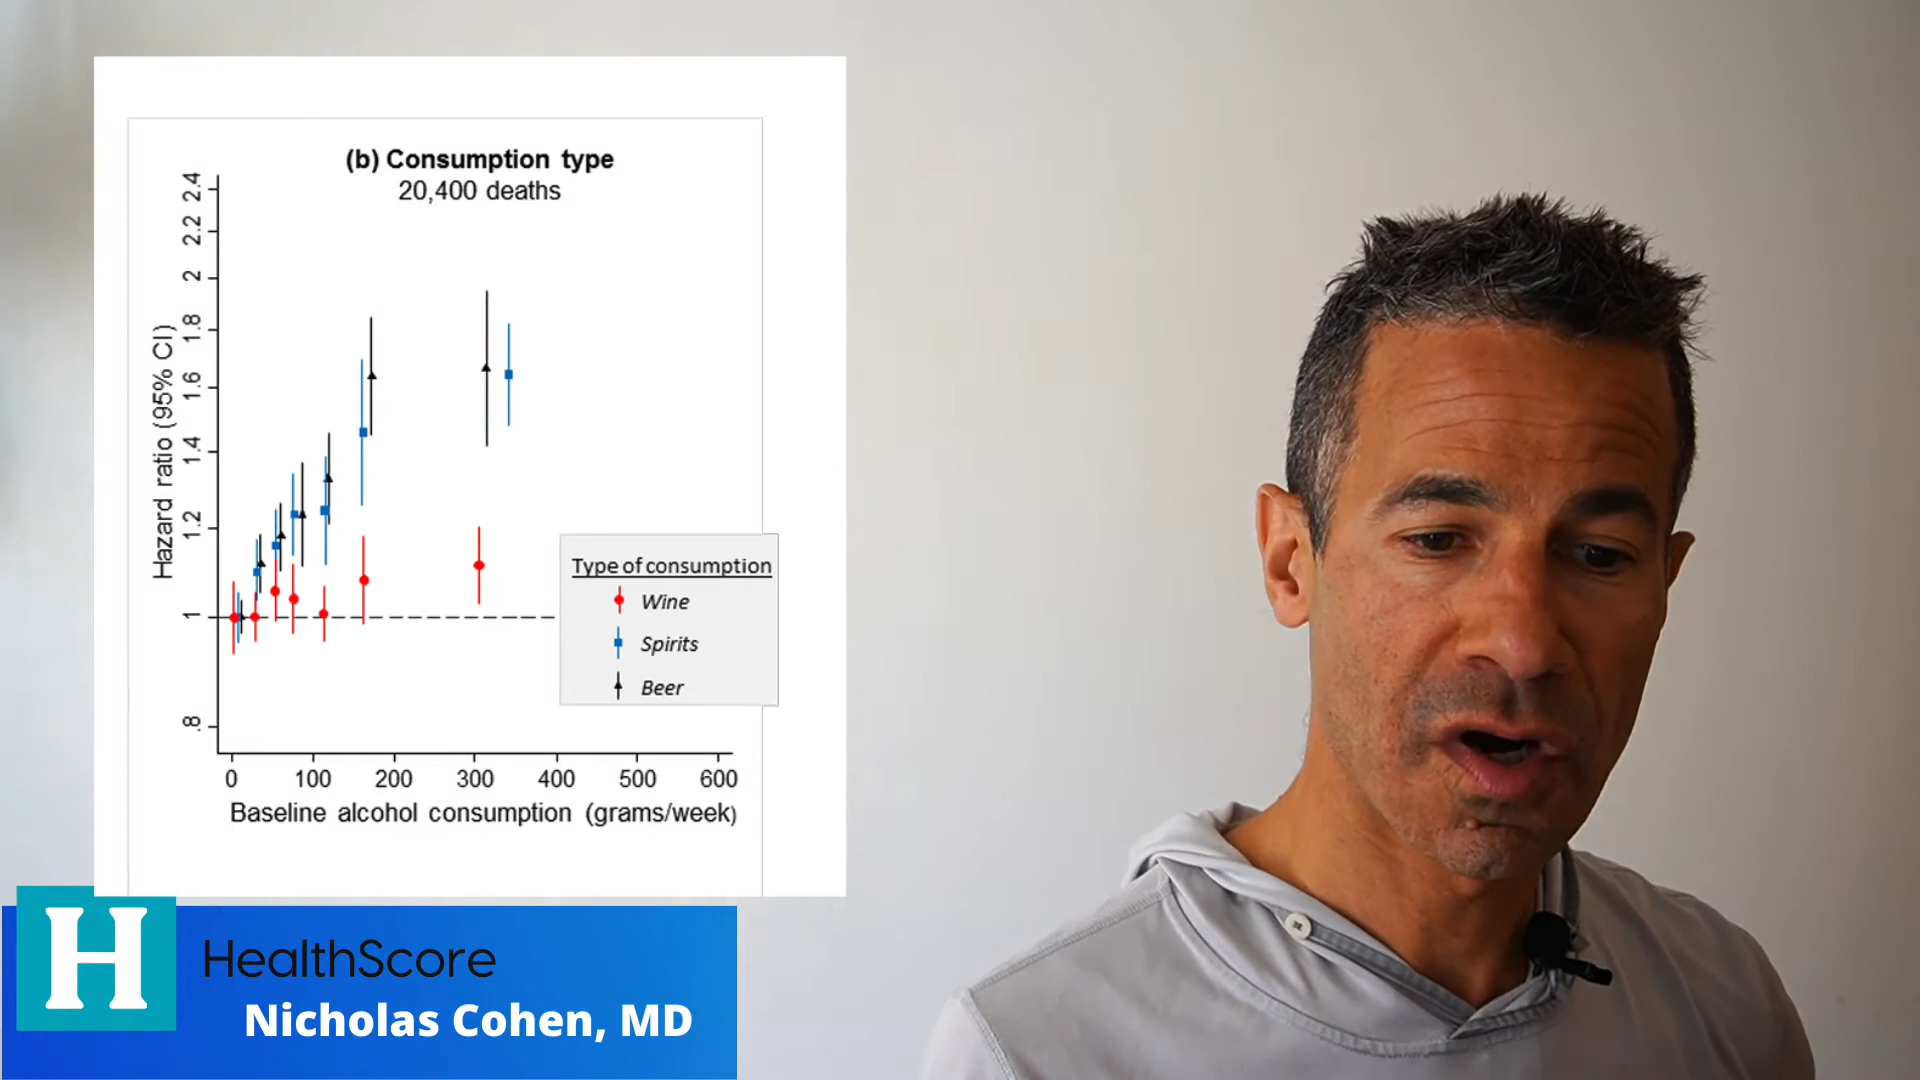 (b) Consumption type
20,400 deaths
2.4
2.2
2
1.8
1.6
1.4
1.2
1
.8
Hazard ratio (95% CI)
Type of consumption
Wine
Spirits
Beer
0 100 200 300 400 500 600
Baseline alcohol consumption (grams/week)
H
HealthScore
Nicholas Cohen, MD